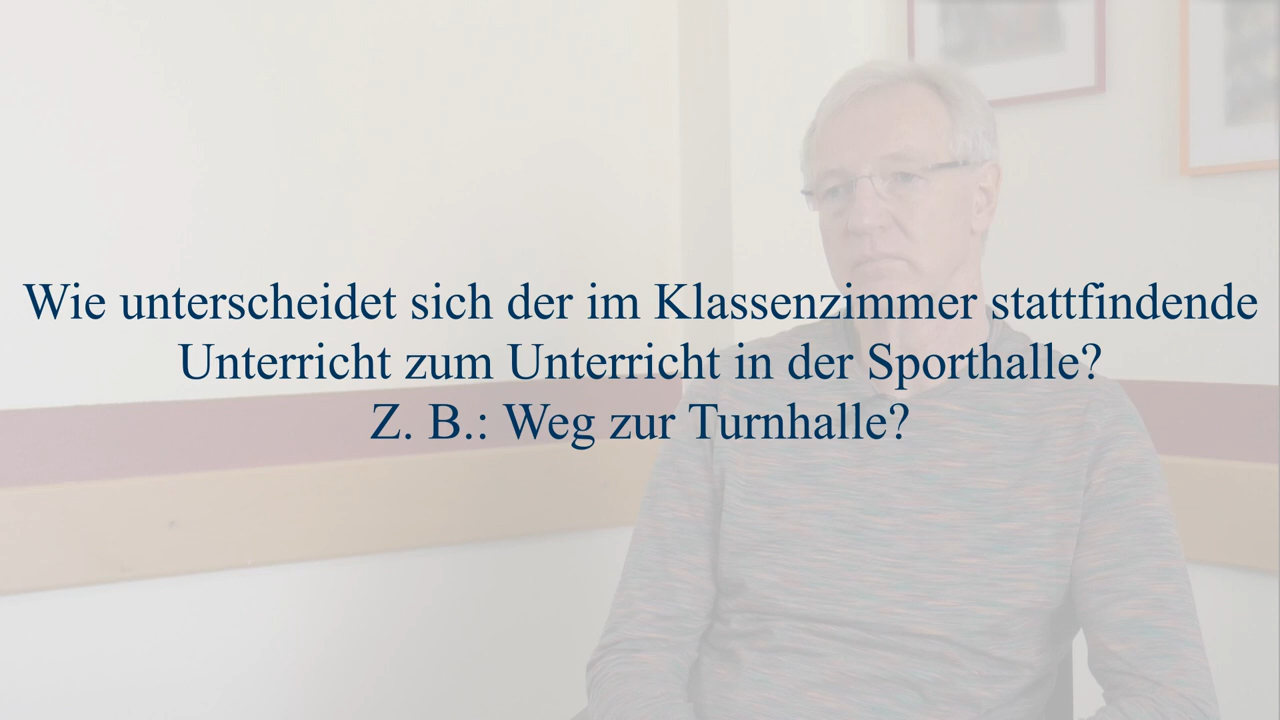 Wie unterscheidet sich der im Klassenzimmer stattfindende
Unterricht zum Unterricht in der Sporthalle?
Z. B.: Weg zur Turnhalle?